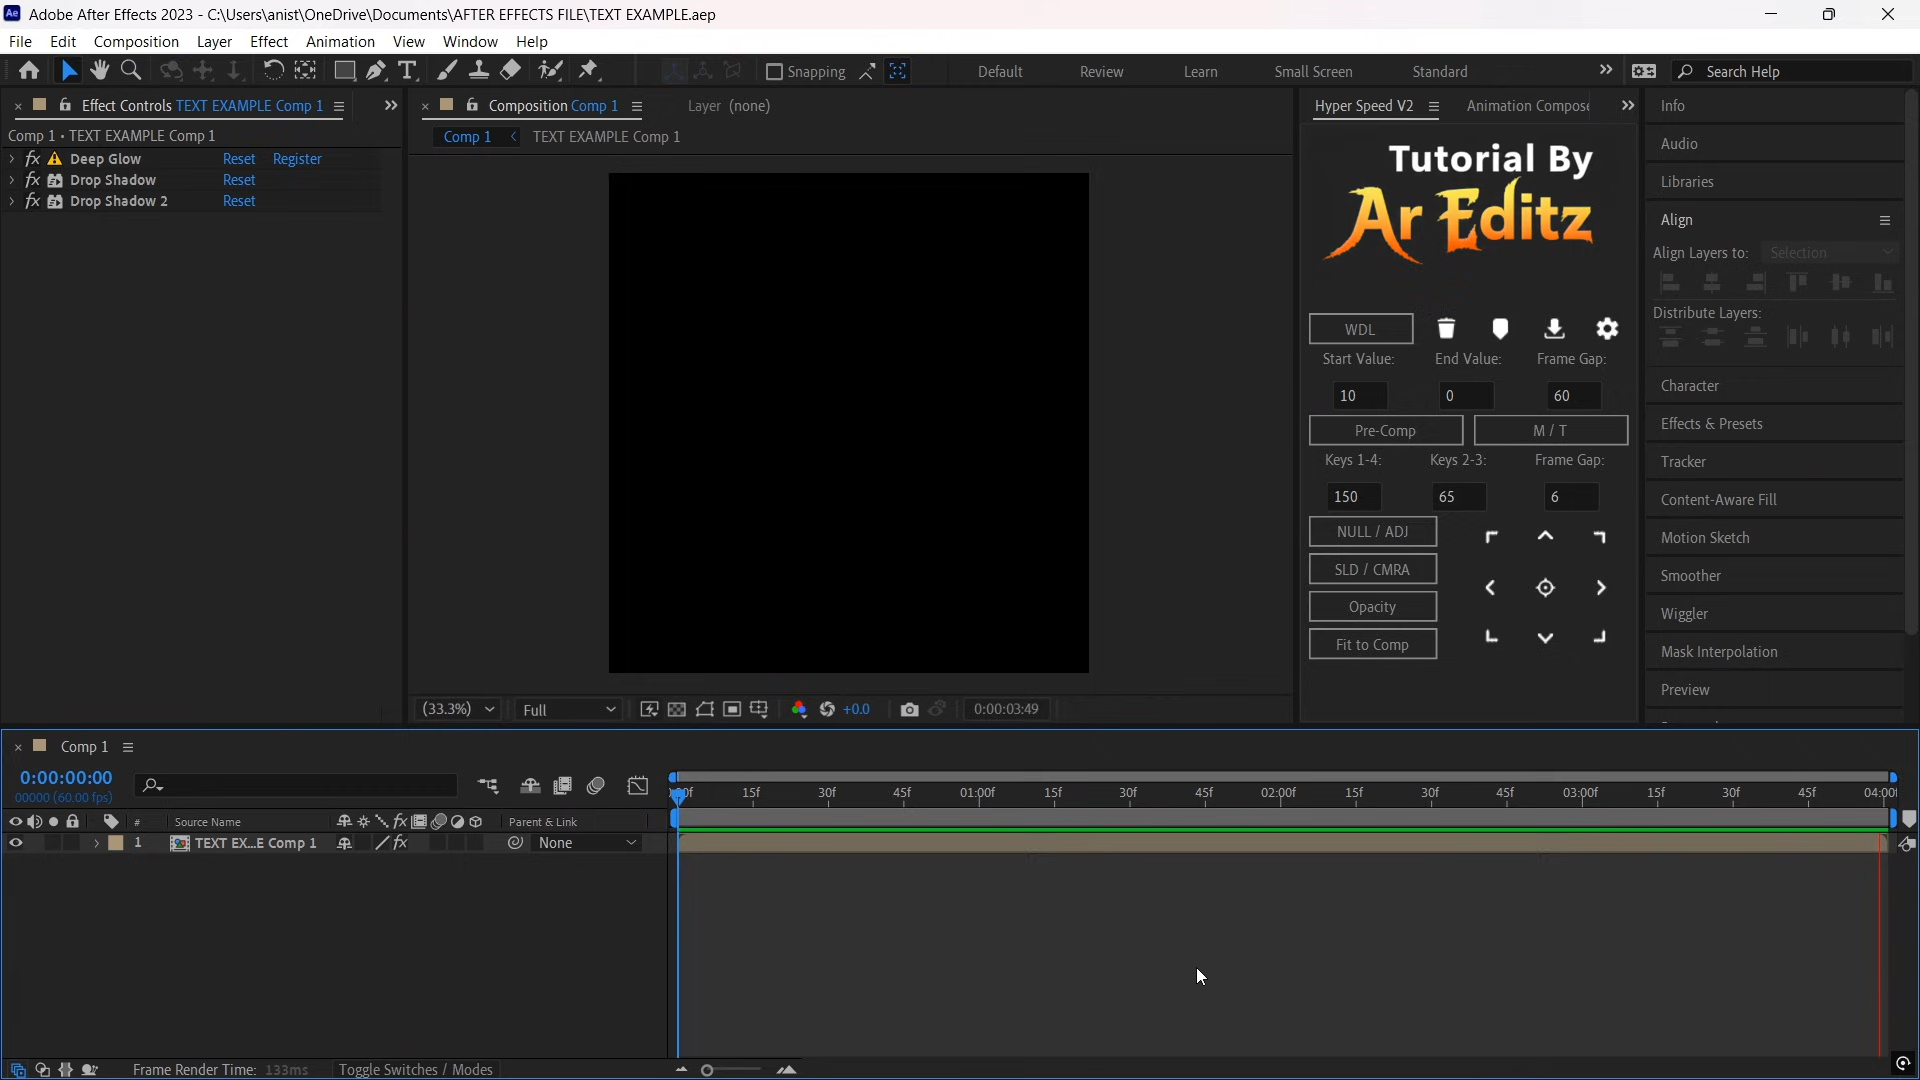 Adobe After Effects 2023 - C:\Users\anist\OneDrive\Documents\AFTER EFFECTS FILE\TEXT EXAMPLE.aep
File Edit Composition Layer Effect Animation View Window Help
Snapping Default Review Learn Small Screen Standard Search Help
Effect Controls TEXT EXAMPLE Comp 1
Comp 1 • TEXT EXAMPLE Comp 1
fx Deep Glow Reset Register
fx Drop Shadow Reset
fx Drop Shadow 2 Reset
Composition Comp 1 Layer (none)
Comp 1 TEXT EXAMPLE Comp 1
(33.3%) Full +0.0 0:00:03:49
Hyper Speed V2 Animation Compose
Tutorial By
Ar Editz
WDL
Start Value: End Value: Frame Gap:
10 0 60
Pre-Comp M / T
Keys 1-4: Keys 2-3: Frame Gap:
150 65 6
NULL / ADJ
SLD / CMRA
Opacity
Fit to Comp
Info
Audio
Libraries
Align
Align Layers to: Selection
Distribute Layers:
Character
Effects & Presets
Tracker
Content-Aware Fill
Motion Sketch
Smoother
Wiggler
Mask Interpolation
Preview
Comp 1
0:00:00:00
00000 (60.00 fps)
15f 30f 45f 01:00f 15f 30f 45f 02:00f 15f 30f 45f 03:00f 15f 30f 45f 04:00f
# Source Name fx Parent & Link
1 TEXT EX...E Comp 1 fx None
Frame Render Time: 133ms Toggle Switches / Modes